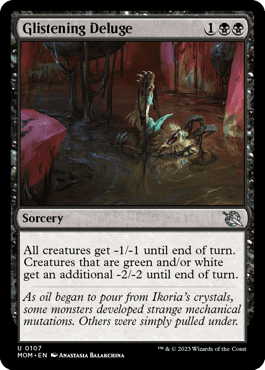 Glistening Deluge 1
Sorcery
All creatures get -1/-1 until end of turn.
Creatures that are green and/or white
get an additional -2/-2 until end of turn.
As oil began to pour from Ikoria's crystals,
some monsters developed strange mechanical
mutations. Others were simply pulled under.
U 0107
MOM • EN ANASTASIA BALAKCHINA
™ & © 2023 Wizards of the Coast